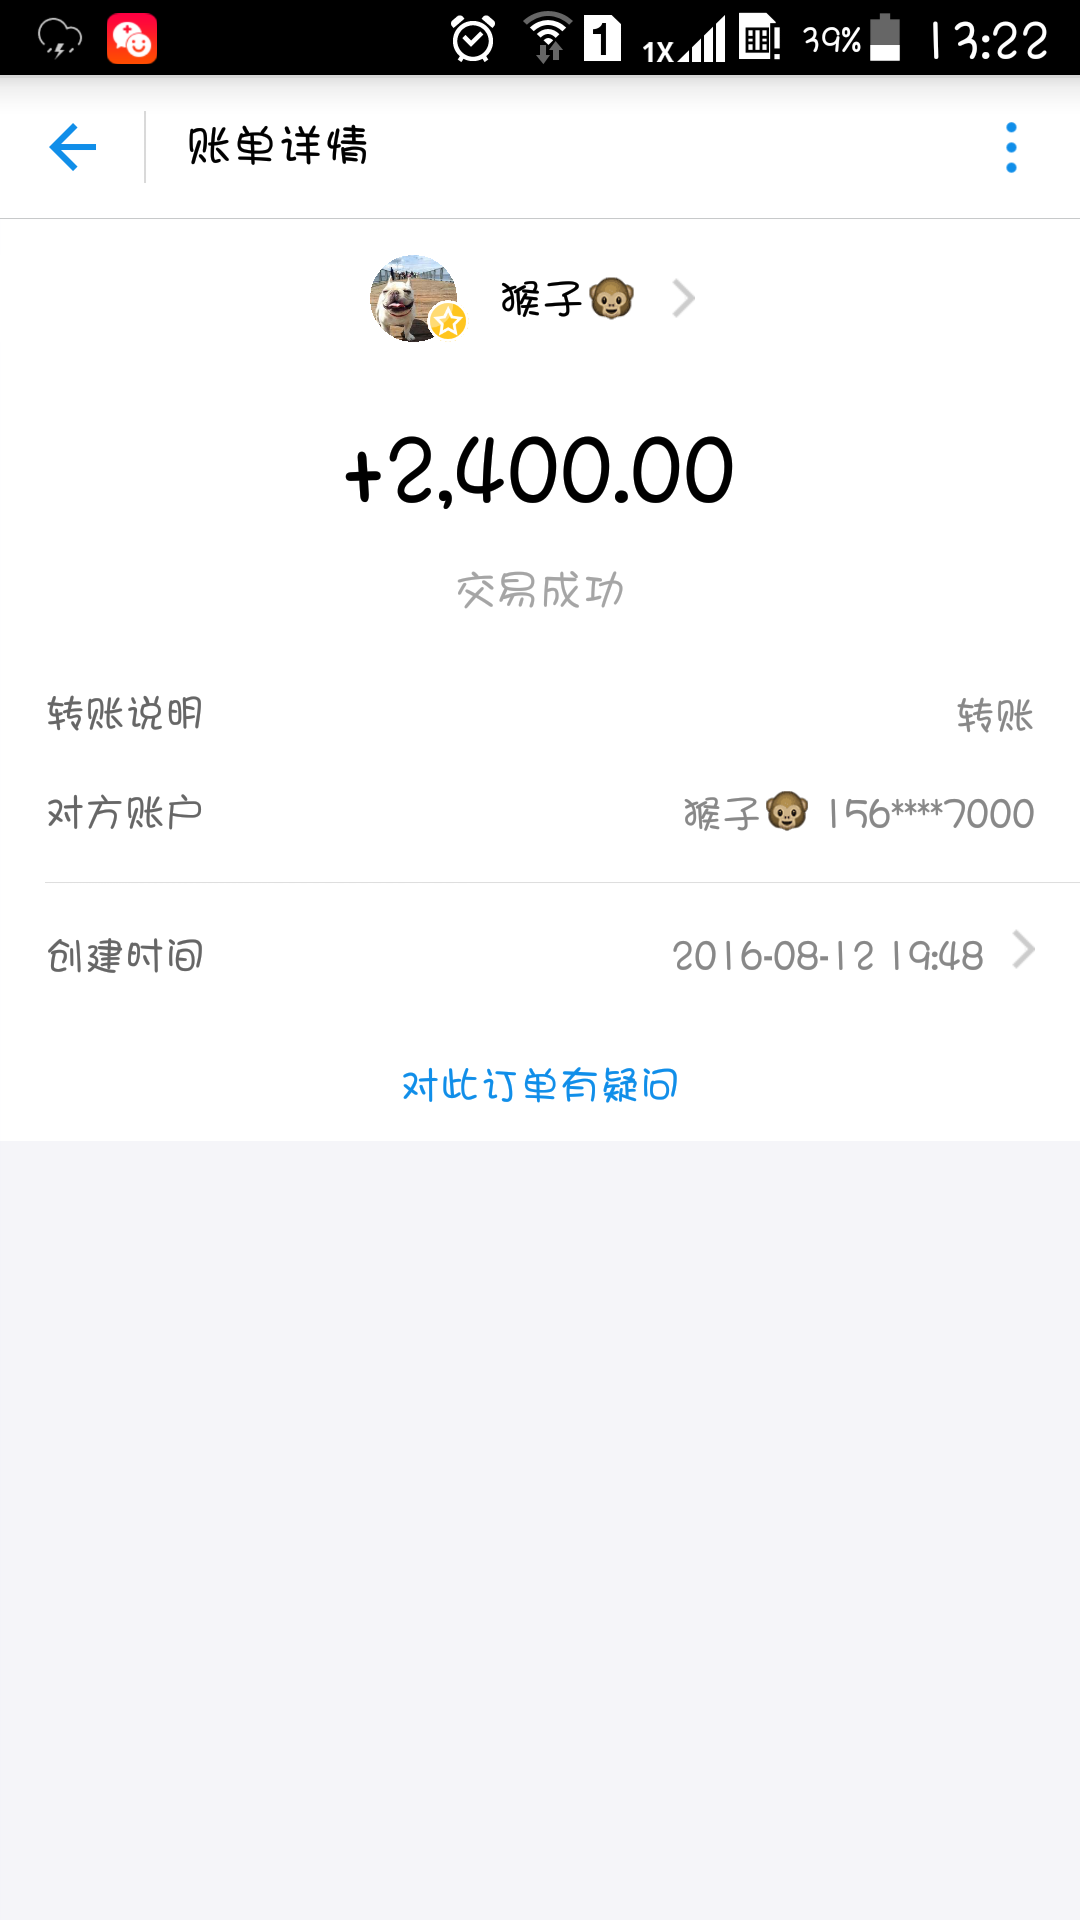 1 1X 39% 13:22
账单详情
猴子🐵
+2,400.00
交易成功
转账说明 转账
对方账户 猴子🐵 156****7000
创建时间 2016-08-12 19:48
对此订单有疑问